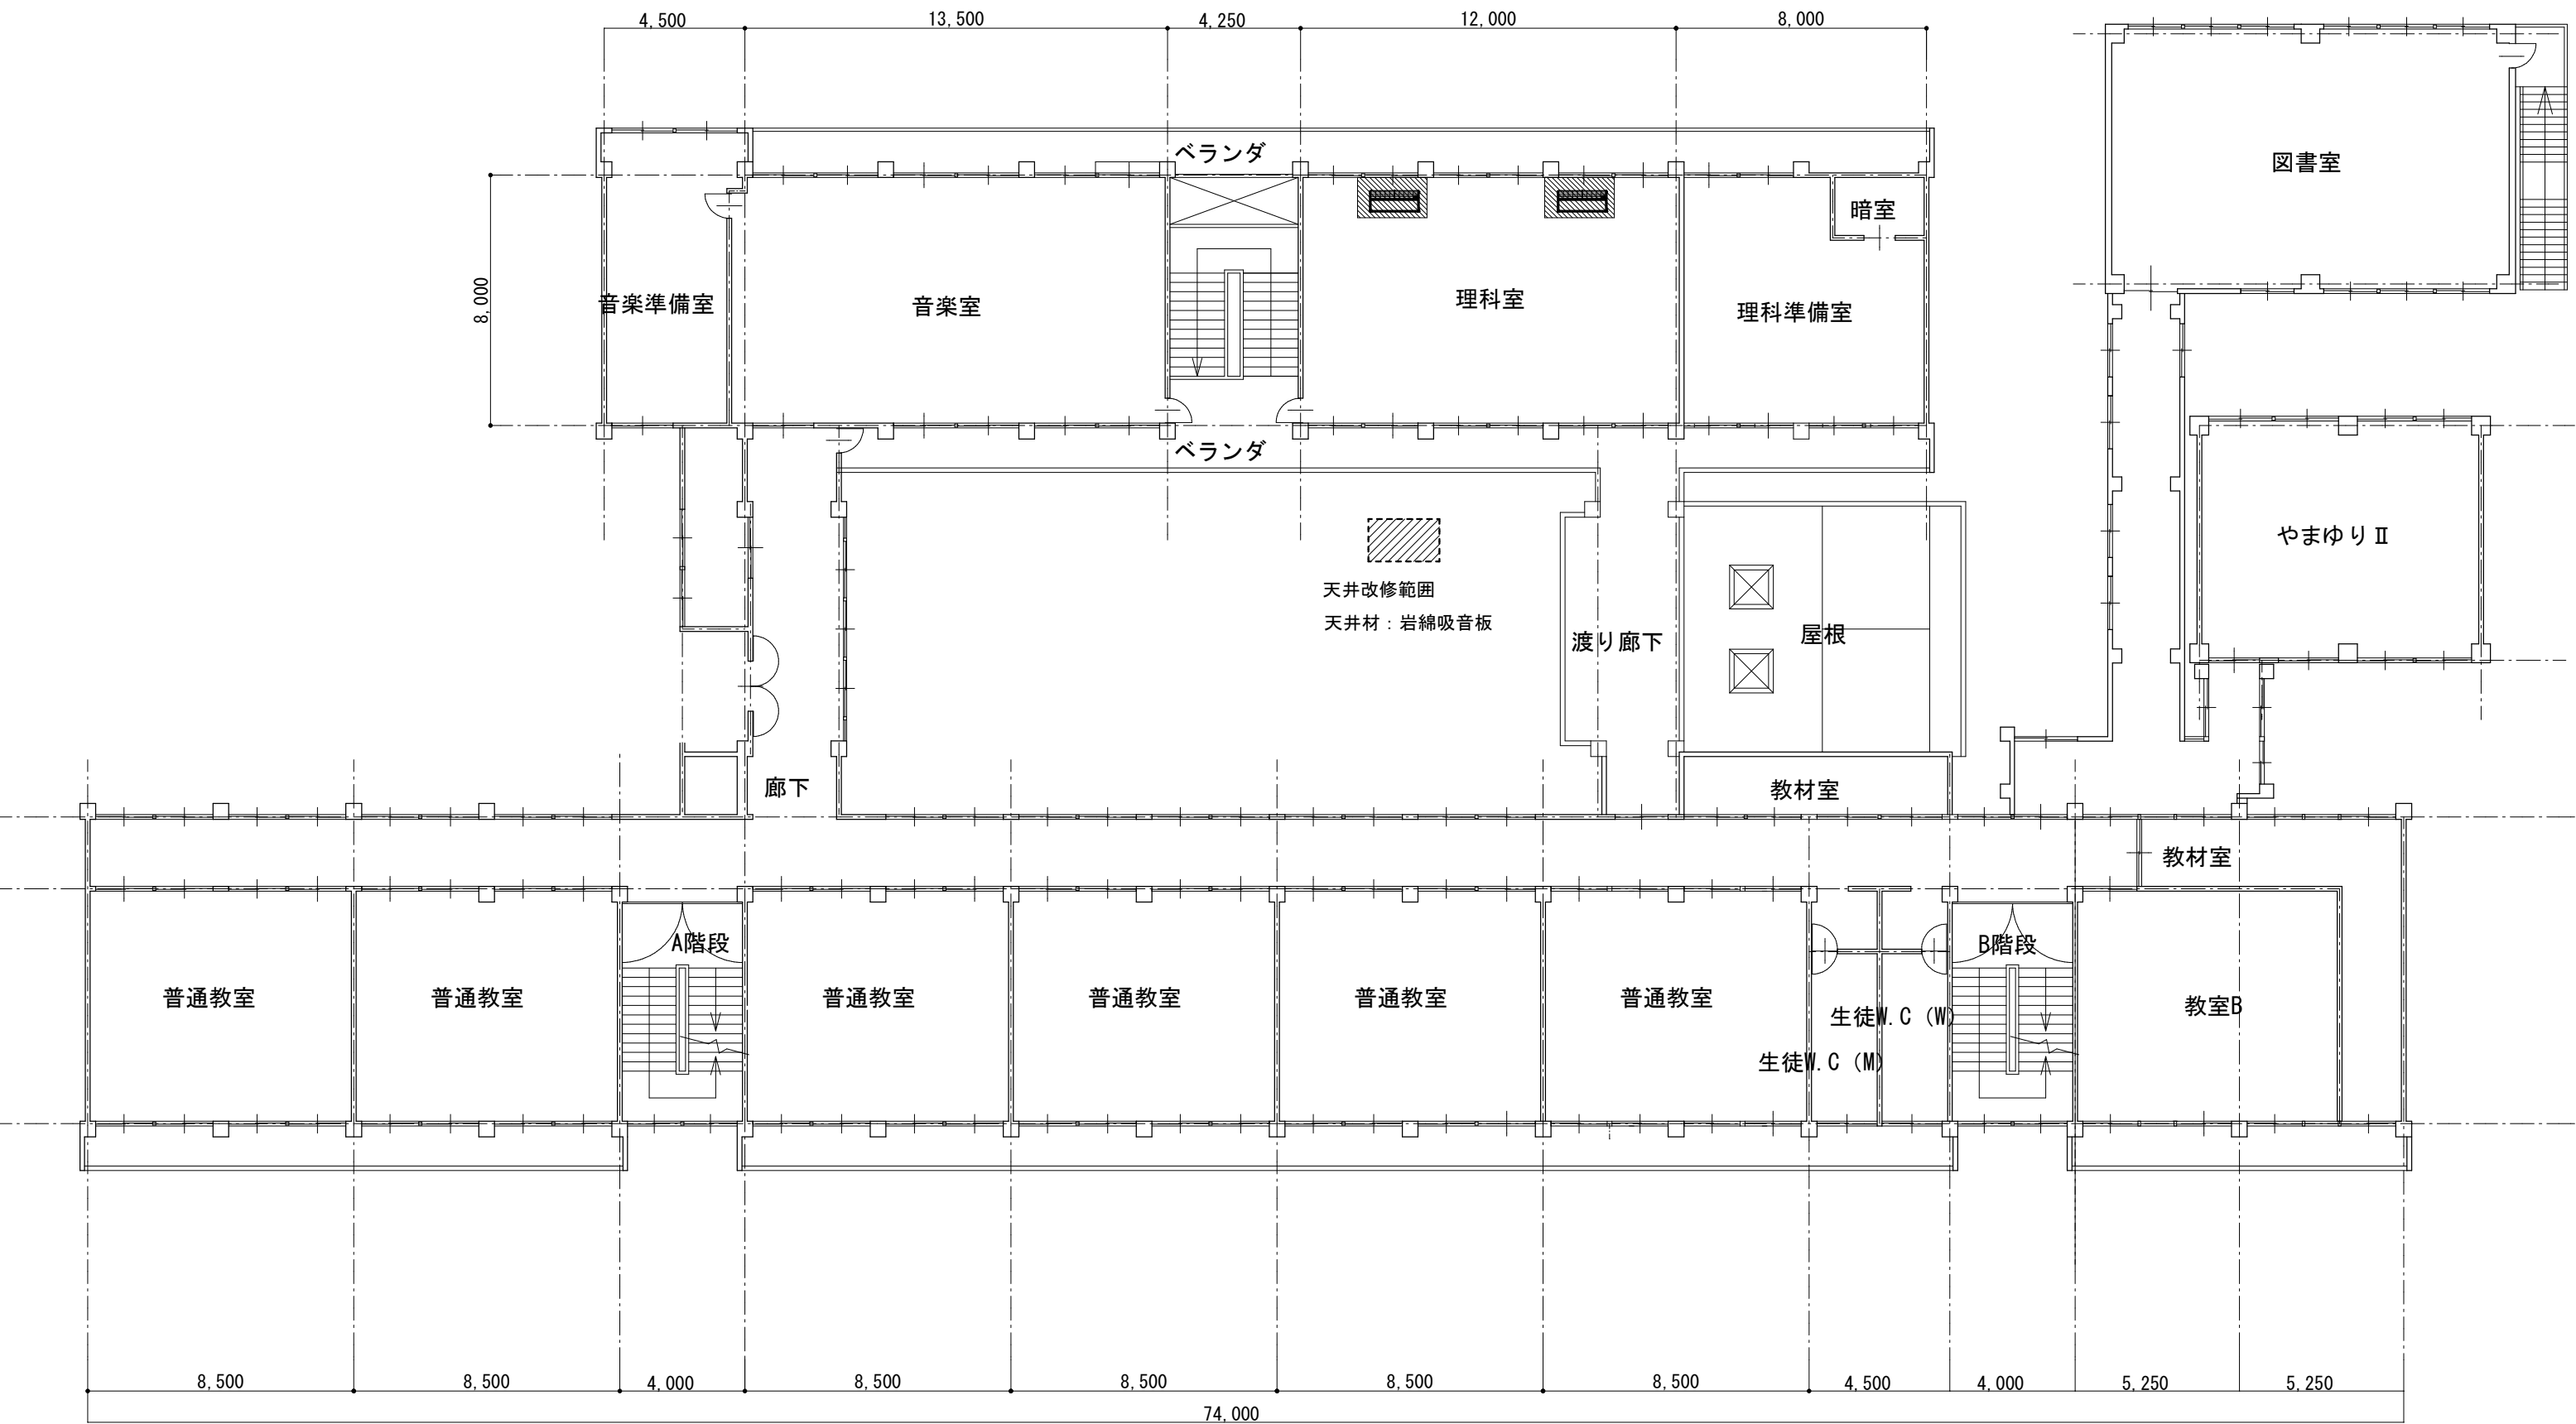 4,500
13,500
4,250
12,000
8,000
ベランダ
図書室
暗室
8,000
音楽準備室
音楽室
理科室
理科準備室
ベランダ
やまゆりⅡ
天井改修範囲
天井材：岩綿吸音板
渡り廊下
屋根
廊下
教材室
教材室
A階段
B階段
普通教室
普通教室
普通教室
普通教室
普通教室
普通教室
教室B
生徒W.C (W)
生徒W.C (M)
8,500
8,500
4,000
8,500
8,500
8,500
8,500
4,500
4,000
5,250
5,250
74,000